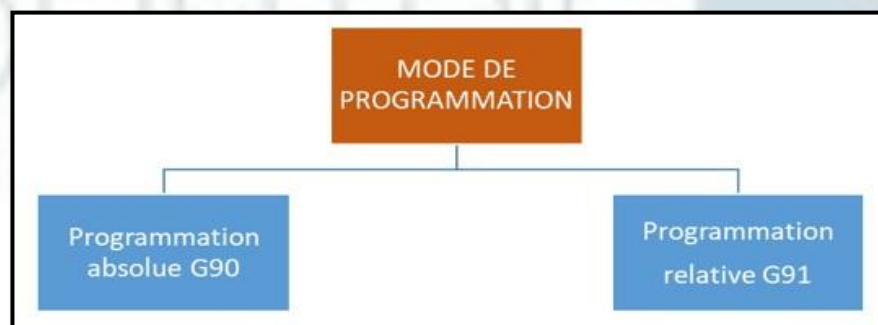 MODE DE
PROGRAMMATION
Programmation
absolue G90
Programmation
relative G91